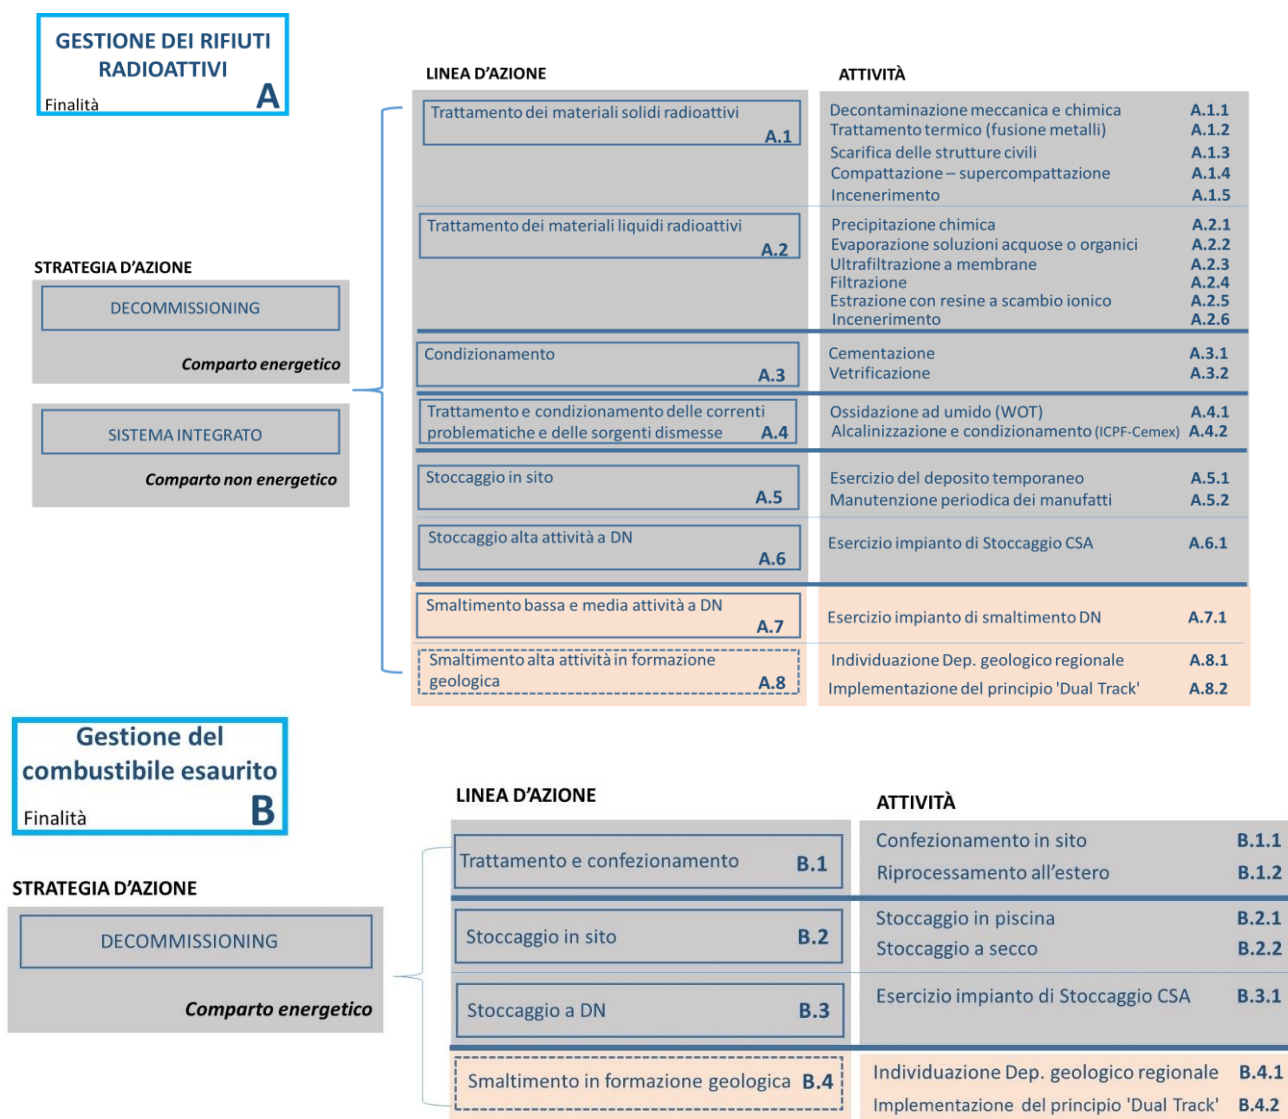 GESTIONE DEI RIFIUTI
RADIOATTIVI
Finalità A
LINEA D'AZIONE
ATTIVITÀ
Trattamento dei materiali solidi radioattivi
A.1
Decontaminazione meccanica e chimica A.1.1
Trattamento termico (fusione metalli) A.1.2
Scarifica delle strutture civili A.1.3
Compattazione – supercompattazione A.1.4
Incenerimento A.1.5
Trattamento dei materiali liquidi radioattivi
A.2
Precipitazione chimica A.2.1
Evaporazione soluzioni acquose o organici A.2.2
Ultrafiltrazione a membrane A.2.3
Filtrazione A.2.4
Estrazione con resine a scambio ionico A.2.5
Incenerimento A.2.6
STRATEGIA D'AZIONE
DECOMMISSIONING
Comparto energetico
SISTEMA INTEGRATO
Comparto non energetico
Condizionamento
A.3
Cementazione A.3.1
Vetrificazione A.3.2
Trattamento e condizionamento delle correnti
problematiche e delle sorgenti dismesse A.4
Ossidazione ad umido (WOT) A.4.1
Alcalinizzazione e condizionamento (ICPF-Cemex) A.4.2
Stoccaggio in sito
A.5
Esercizio del deposito temporaneo A.5.1
Manutenzione periodica dei manufatti A.5.2
Stoccaggio alta attività a DN
A.6
Esercizio impianto di Stoccaggio CSA A.6.1
Smaltimento bassa e media attività a DN
A.7
Esercizio impianto di smaltimento DN A.7.1
Smaltimento alta attività in formazione
geologica A.8
Individuazione Dep. geologico regionale A.8.1
Implementazione del principio 'Dual Track' A.8.2
Gestione del
combustibile esaurito
Finalità B
LINEA D'AZIONE
ATTIVITÀ
STRATEGIA D'AZIONE
DECOMMISSIONING
Comparto energetico
Trattamento e confezionamento B.1
Confezionamento in sito B.1.1
Riprocessamento all'estero B.1.2
Stoccaggio in sito B.2
Stoccaggio in piscina B.2.1
Stoccaggio a secco B.2.2
Stoccaggio a DN B.3
Esercizio impianto di Stoccaggio CSA B.3.1
Smaltimento in formazione geologica B.4
Individuazione Dep. geologico regionale B.4.1
Implementazione del principio 'Dual Track' B.4.2